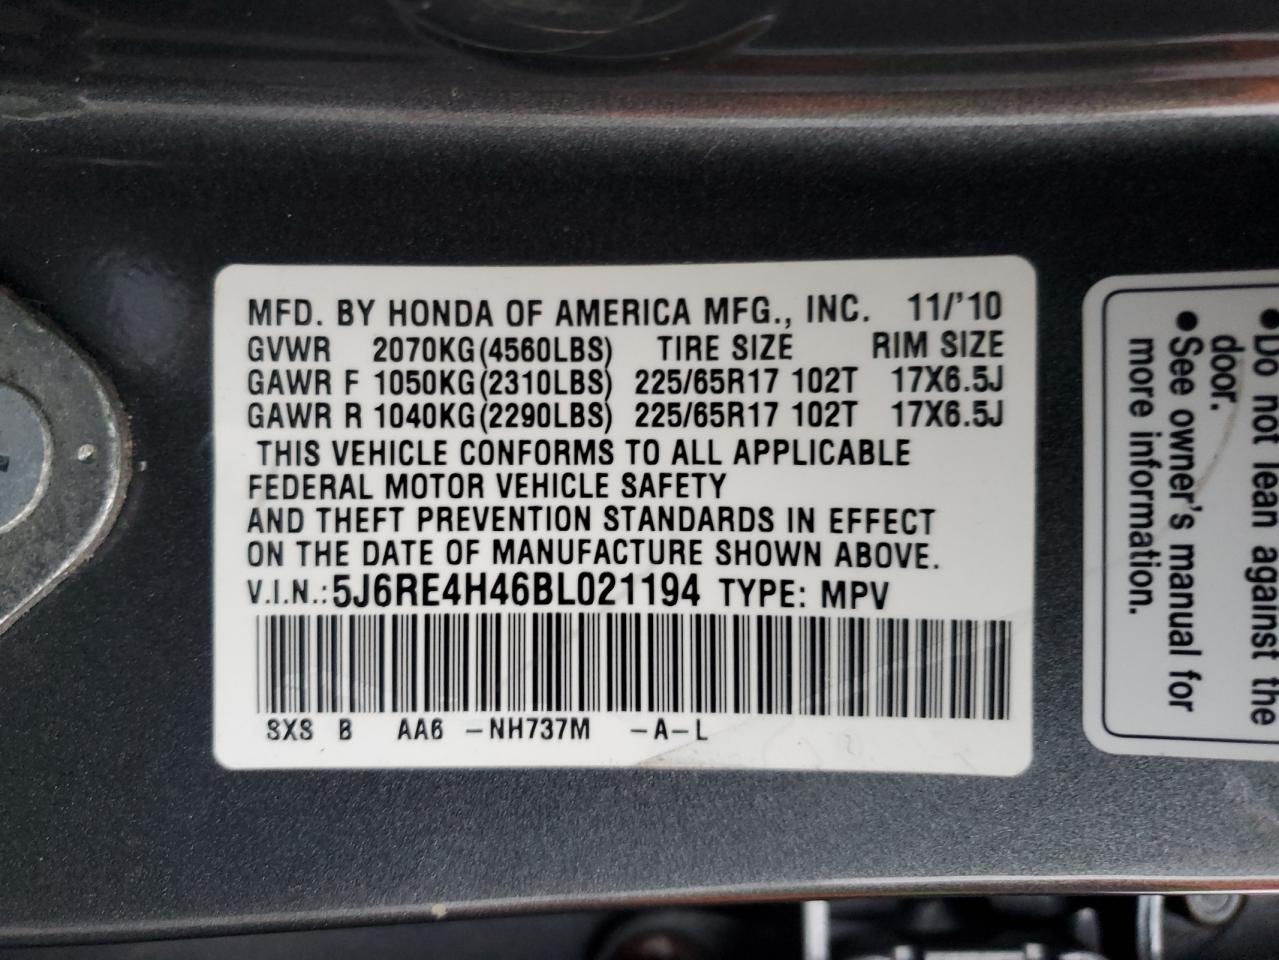 MFD. BY HONDA OF AMERICA MFG., INC. 11/'10
GVWR 2070KG(4560LBS) TIRE SIZE RIM SIZE
GAWR F 1050KG(2310LBS) 225/65R17 102T 17X6.5J
GAWR R 1040KG(2290LBS) 225/65R17 102T 17X6.5J
THIS VEHICLE CONFORMS TO ALL APPLICABLE
FEDERAL MOTOR VEHICLE SAFETY
AND THEFT PREVENTION STANDARDS IN EFFECT
ON THE DATE OF MANUFACTURE SHOWN ABOVE.
V.I.N.: 5J6RE4H46BL021194 TYPE: MPV
SXS B AA6 -NH737M -A-L
● Do not lean against the
door.
● See owner's manual for
more information.